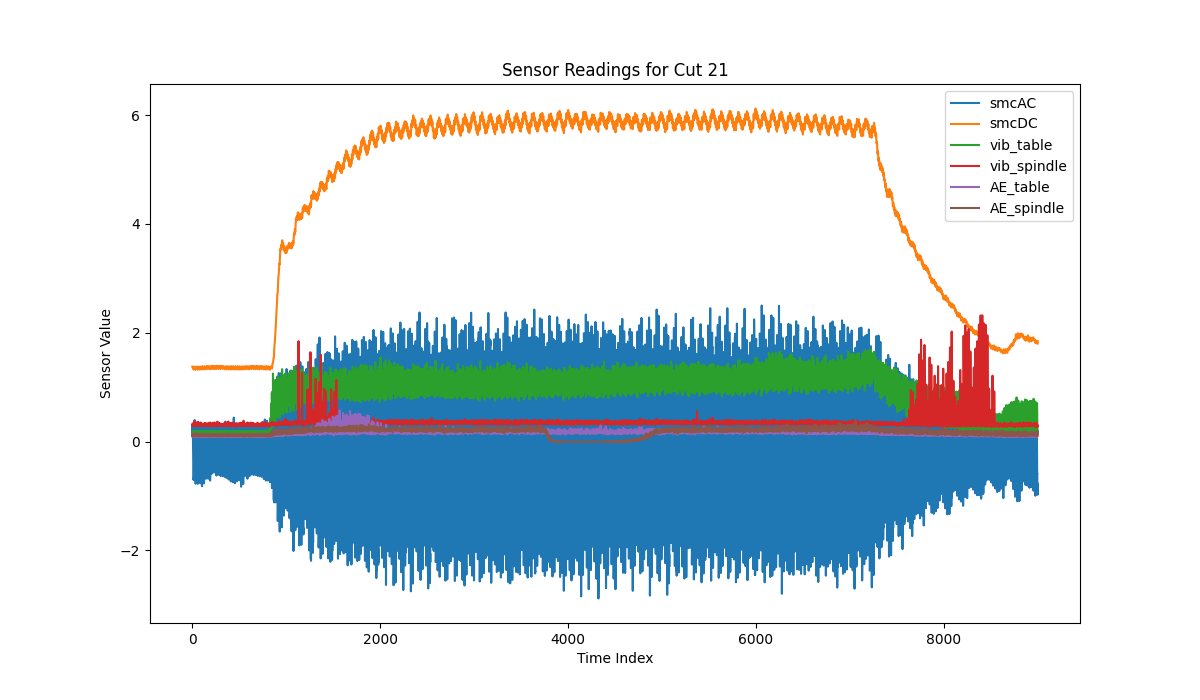 Sensor Readings for Cut 21
smcAC
smcDC
vib_table
vib_spindle
AE_table
AE_spindle
Sensor Value
6
4
2
0
−2
0
2000
4000
6000
8000
Time Index